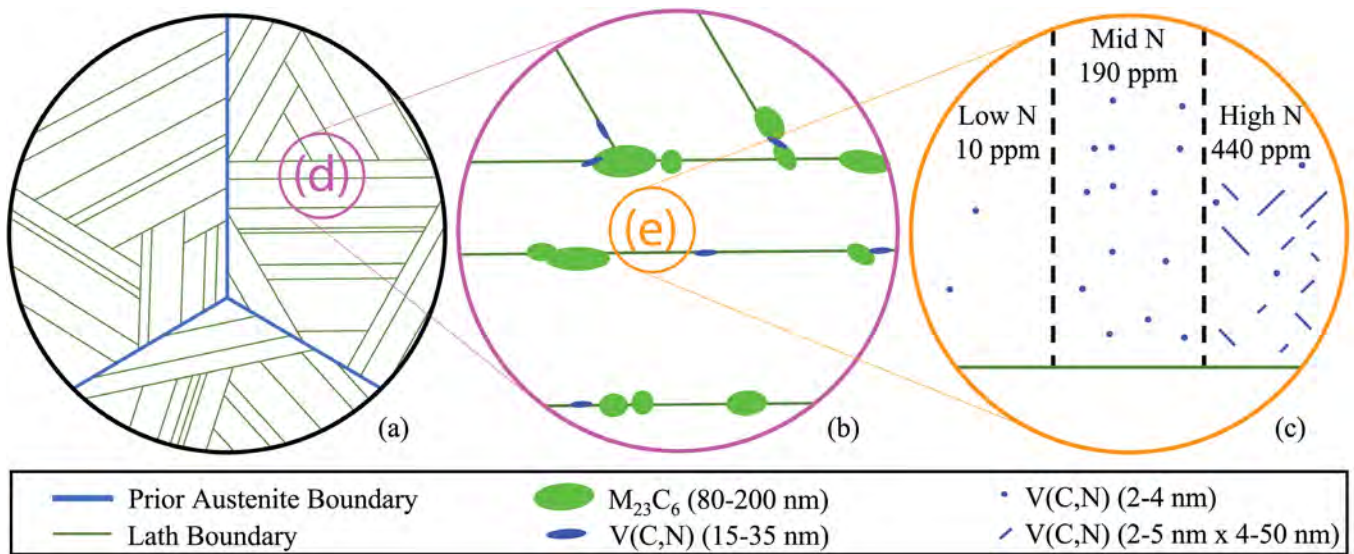 (d)
(a)
(e)
(b)
Mid N
190 ppm
Low N
10 ppm
High N
440 ppm
(c)
Prior Austenite Boundary
Lath Boundary
M₂₃C₆ (80-200 nm)
V(C,N) (15-35 nm)
V(C,N) (2-4 nm)
V(C,N) (2-5 nm x 4-50 nm)